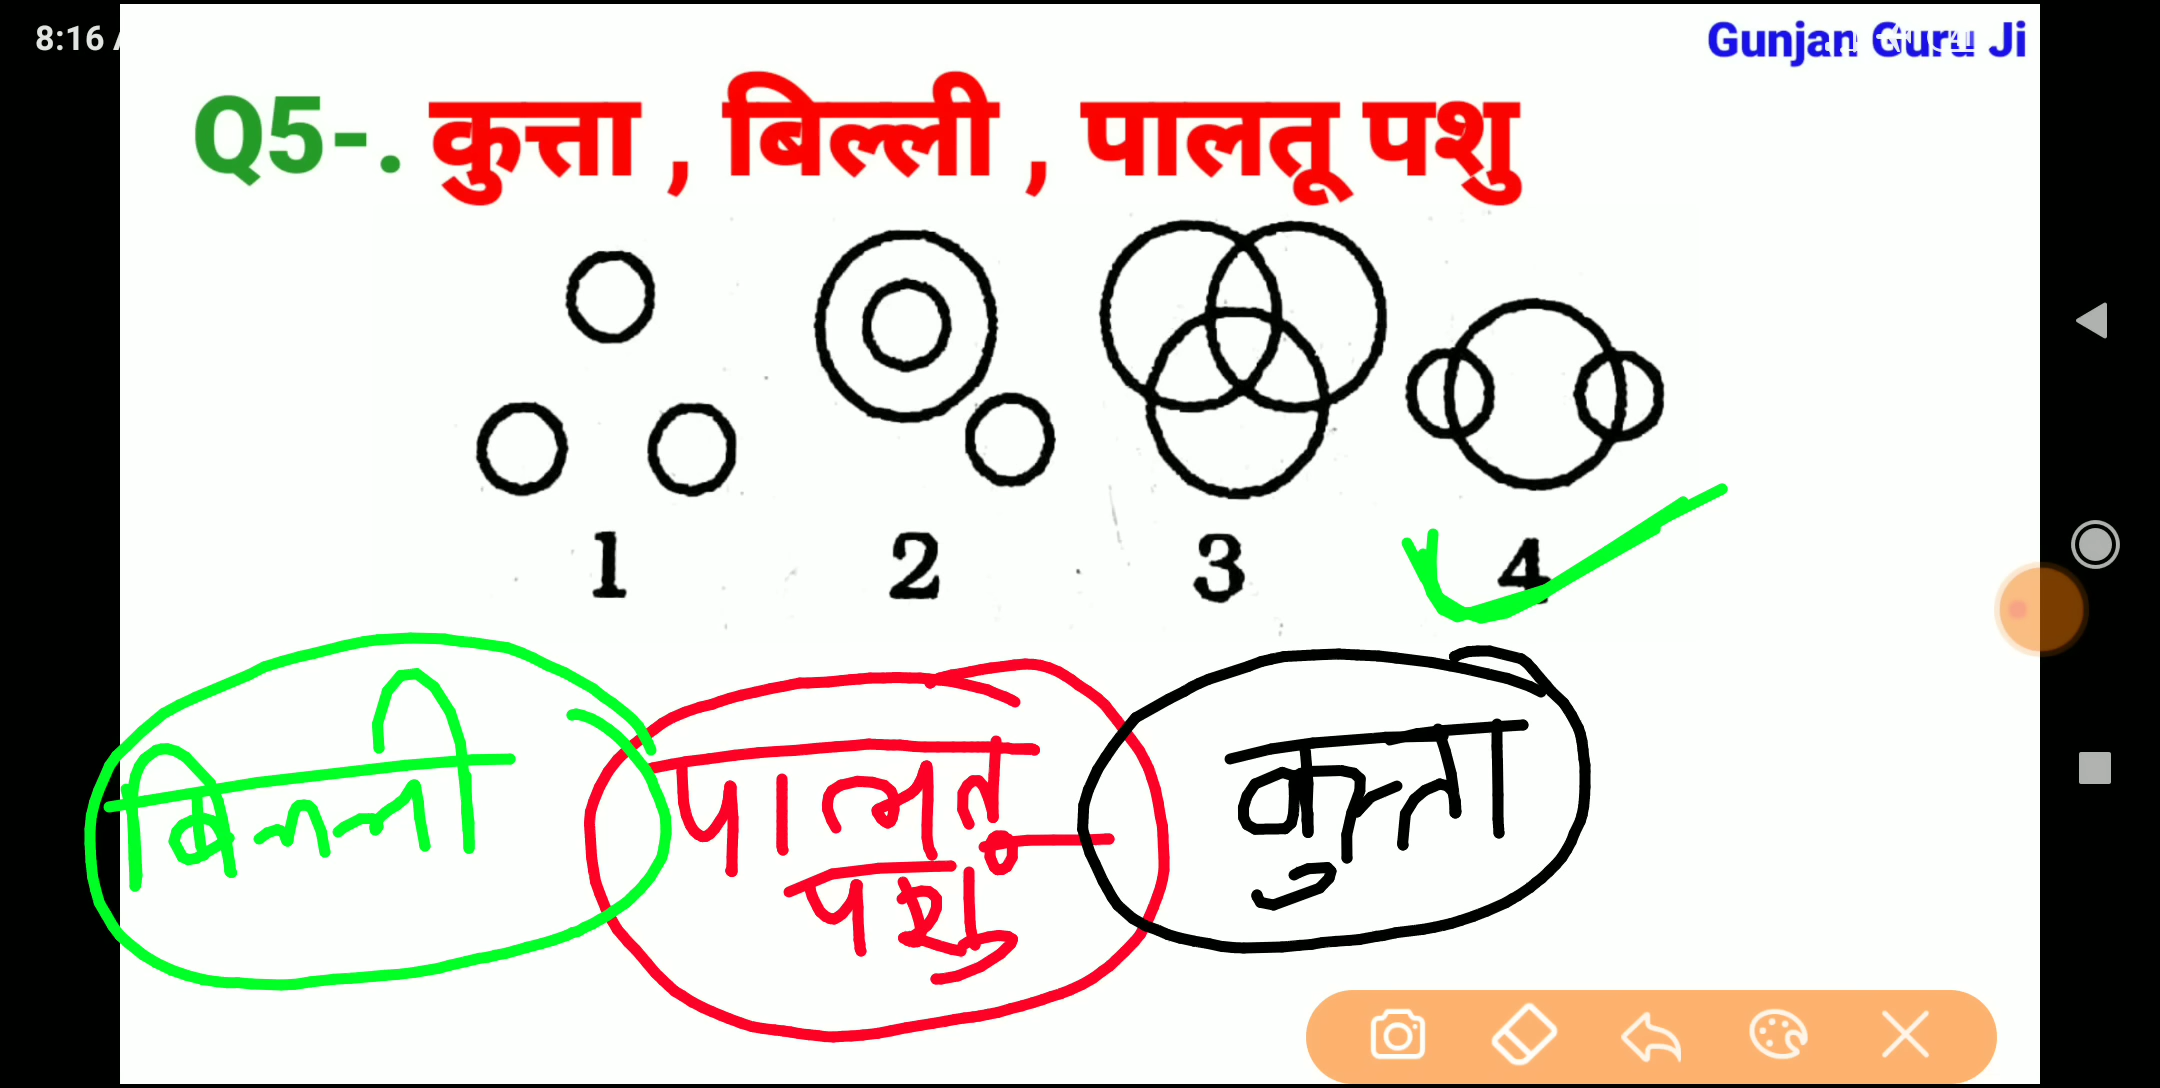 8:16
Gunjan Guru Ji
Q5-. कुत्ता , बिल्ली , पालतू पशु
1 2 3 4
बिल्ली पालतू कुत्ता
पशु